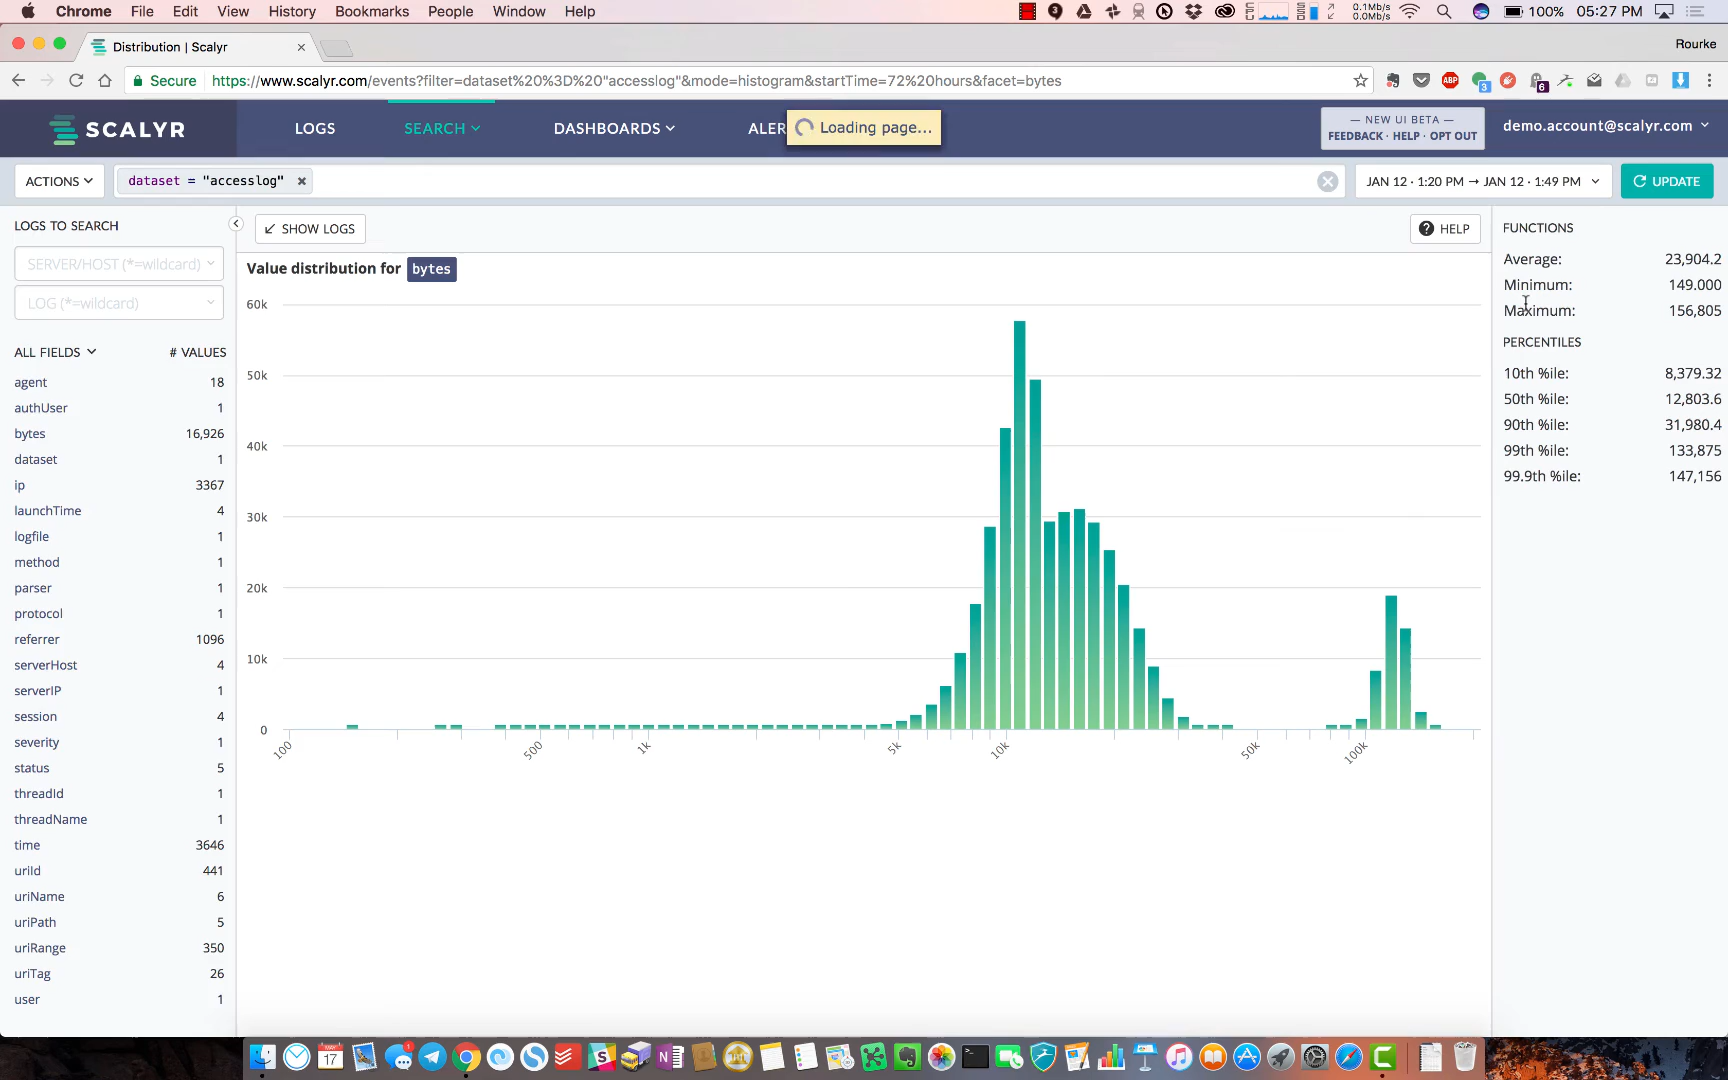 Chrome File Edit View History Bookmarks People Window Help
0.1Mb/s
0.0Mb/s
100% 05:27 PM
Distribution | Scalyr
Rourke
Secure https://www.scalyr.com/events?filter=dataset%20%3D%20"accesslog"&mode=histogram&startTime=72%20hours&facet=bytes
3
6
SCALYR LOGS SEARCH DASHBOARDS ALER
Loading page...
— NEW UI BETA —
FEEDBACK · HELP · OPT OUT
demo.account@scalyr.com
ACTIONS
dataset = "accesslog"
JAN 12 · 1:20 PM → JAN 12 · 1:49 PM
UPDATE
LOGS TO SEARCH
SERVER/HOST (*=wildcard)
LOG (*=wildcard)
ALL FIELDS # VALUES
agent 18
authUser 1
bytes 16,926
dataset 1
ip 3367
launchTime 4
logfile 1
method 1
parser 1
protocol 1
referrer 1096
serverHost 4
serverIP 1
session 4
severity 1
status 5
threadId 1
threadName 1
time 3646
uriId 441
uriName 6
uriPath 5
uriRange 350
uriTag 26
user 1
SHOW LOGS
HELP
Value distribution for bytes
60k
50k
40k
30k
20k
10k
0
100 500 1k 5k 10k 50k 100k
FUNCTIONS
Average: 23,904.2
Minimum: 149.000
Maximum: 156,805
PERCENTILES
10th %ile: 8,379.32
50th %ile: 12,803.6
90th %ile: 31,980.4
99th %ile: 133,875
99.9th %ile: 147,156
17
1